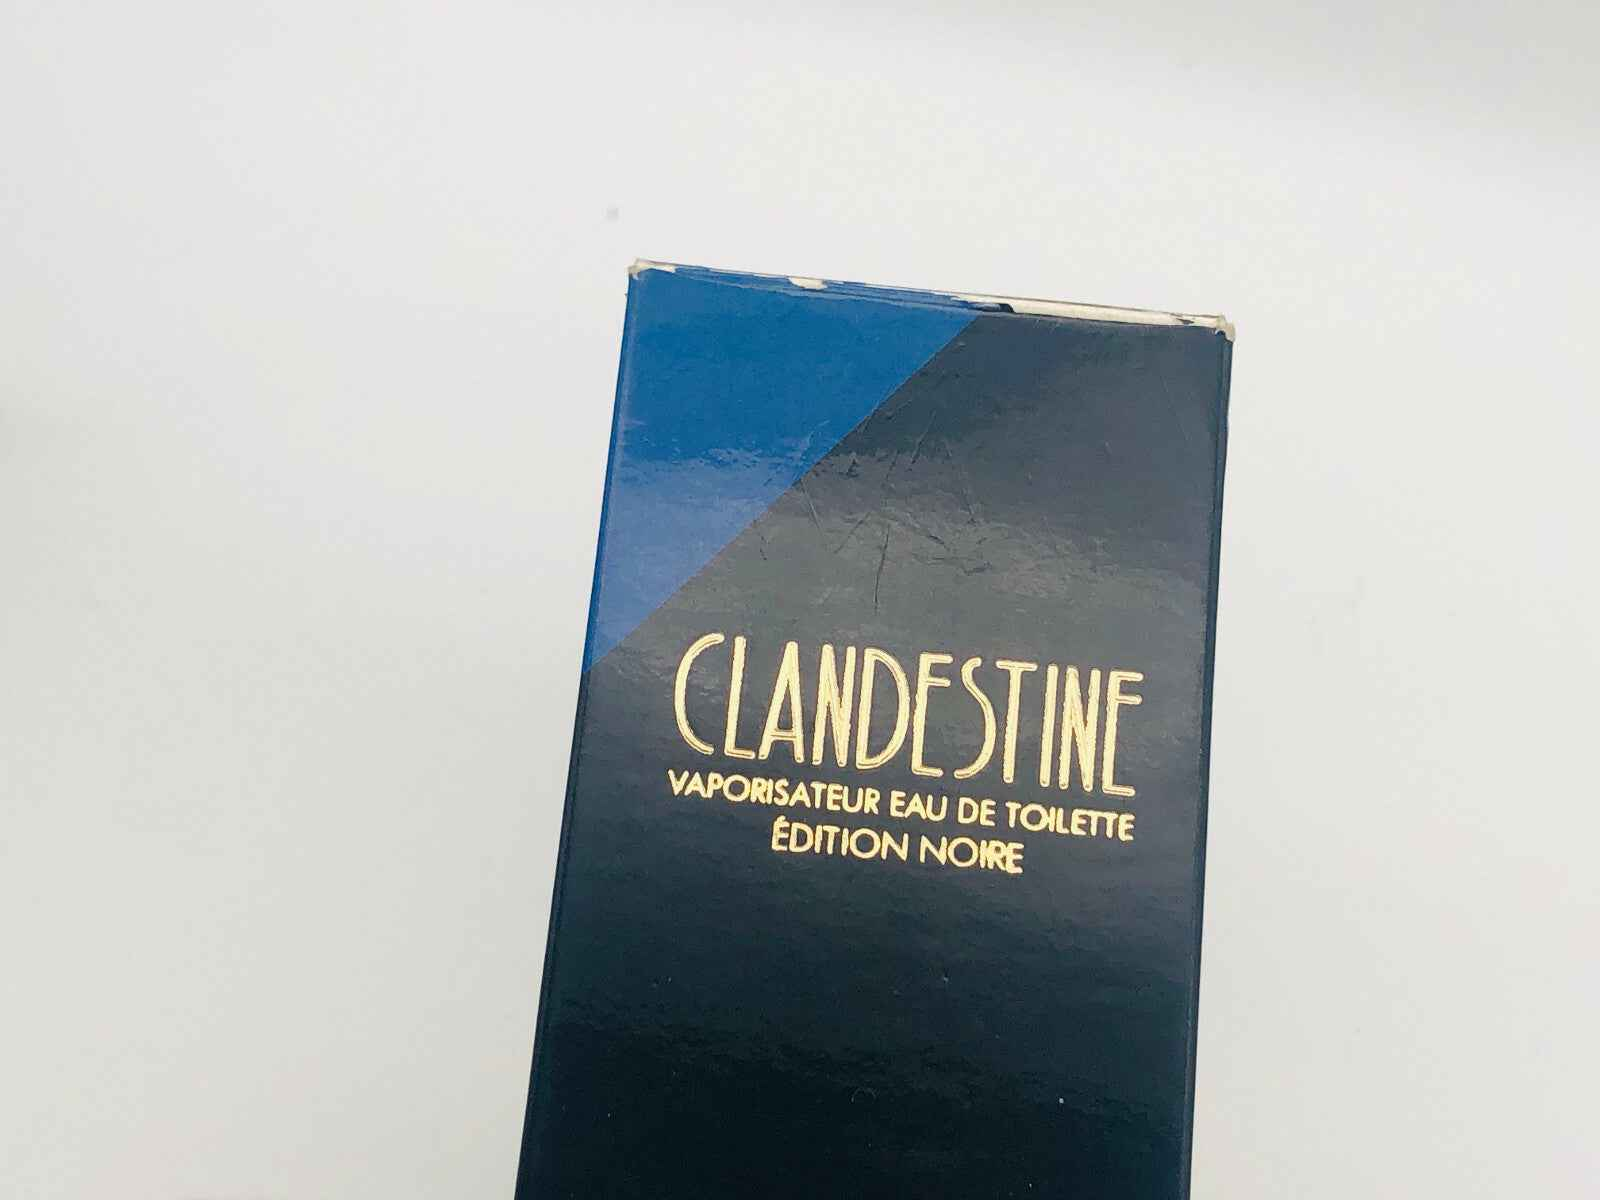 CLANDESTINE
VAPORISATEUR EAU DE TOILETTE
ÉDITION NOIRE